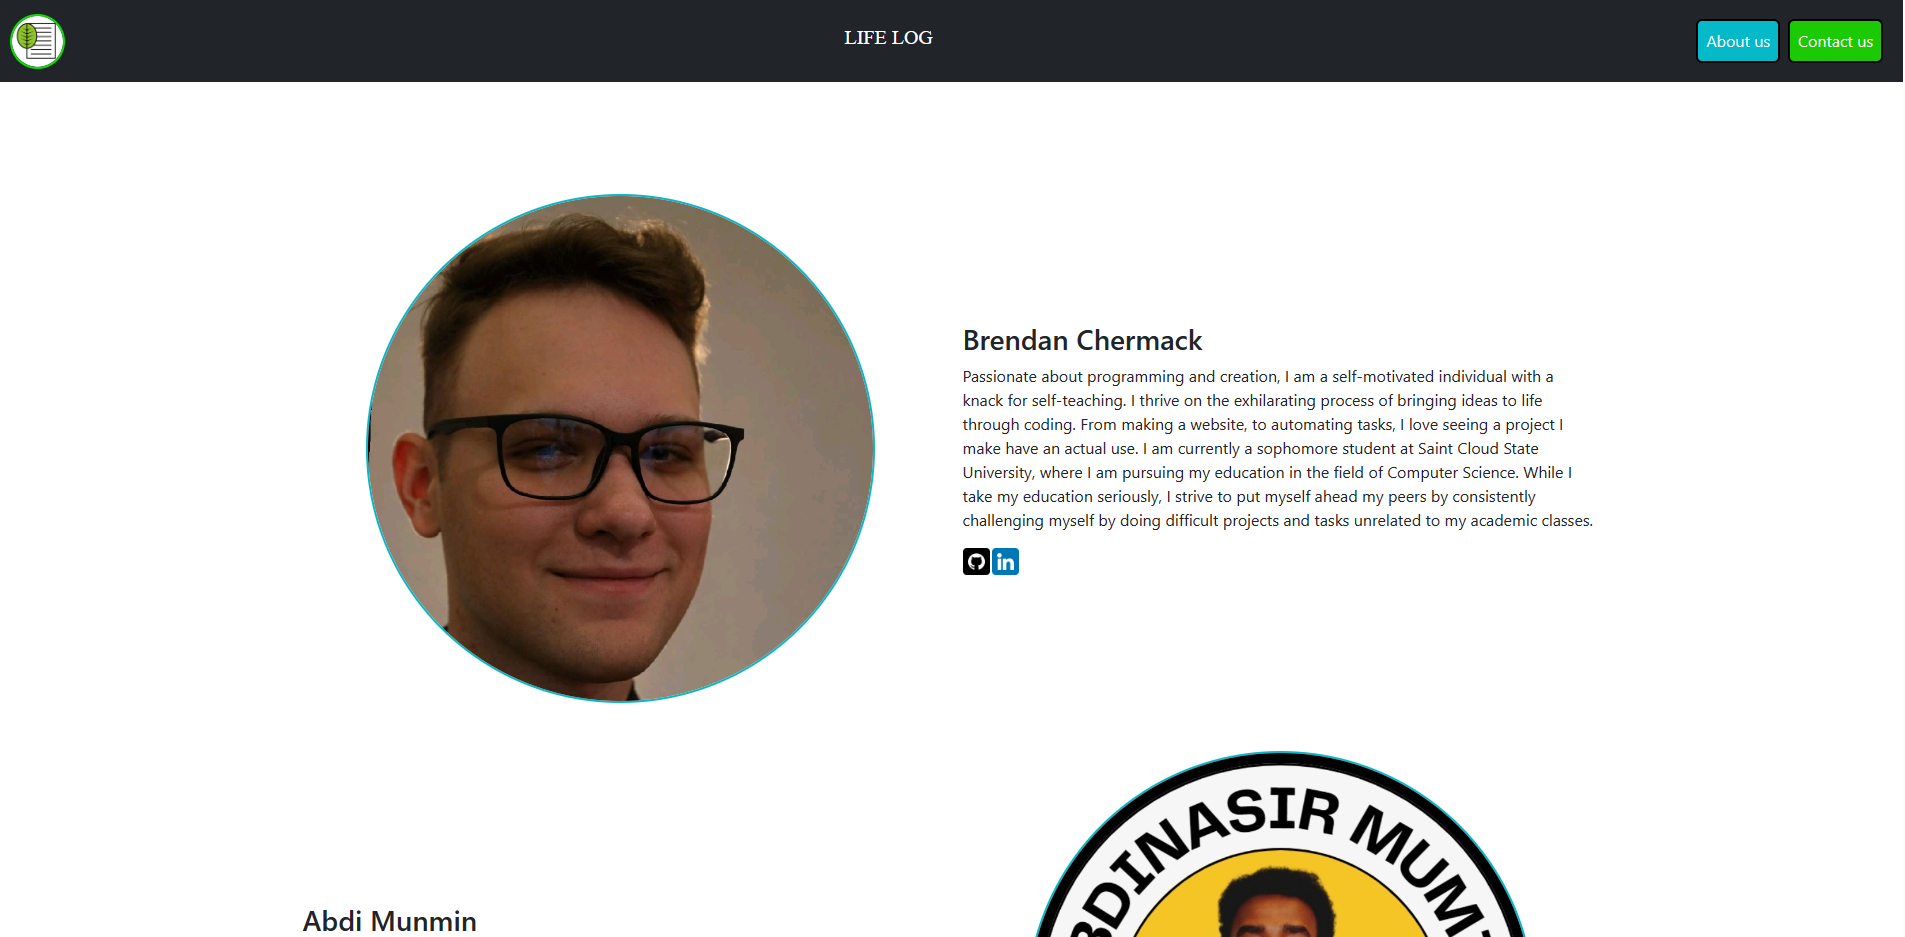 LIFE LOG
About us
Contact us
Brendan Chermack
Passionate about programming and creation, I am a self-motivated individual with a
knack for self-teaching. I thrive on the exhilarating process of bringing ideas to life
through coding. From making a website, to automating tasks, I love seeing a project I
make have an actual use. I am currently a sophomore student at Saint Cloud State
University, where I am pursuing my education in the field of Computer Science. While I
take my education seriously, I strive to put myself ahead my peers by consistently
challenging myself by doing difficult projects and tasks unrelated to my academic classes.
in
BDINASIR MUM
Abdi Munmin